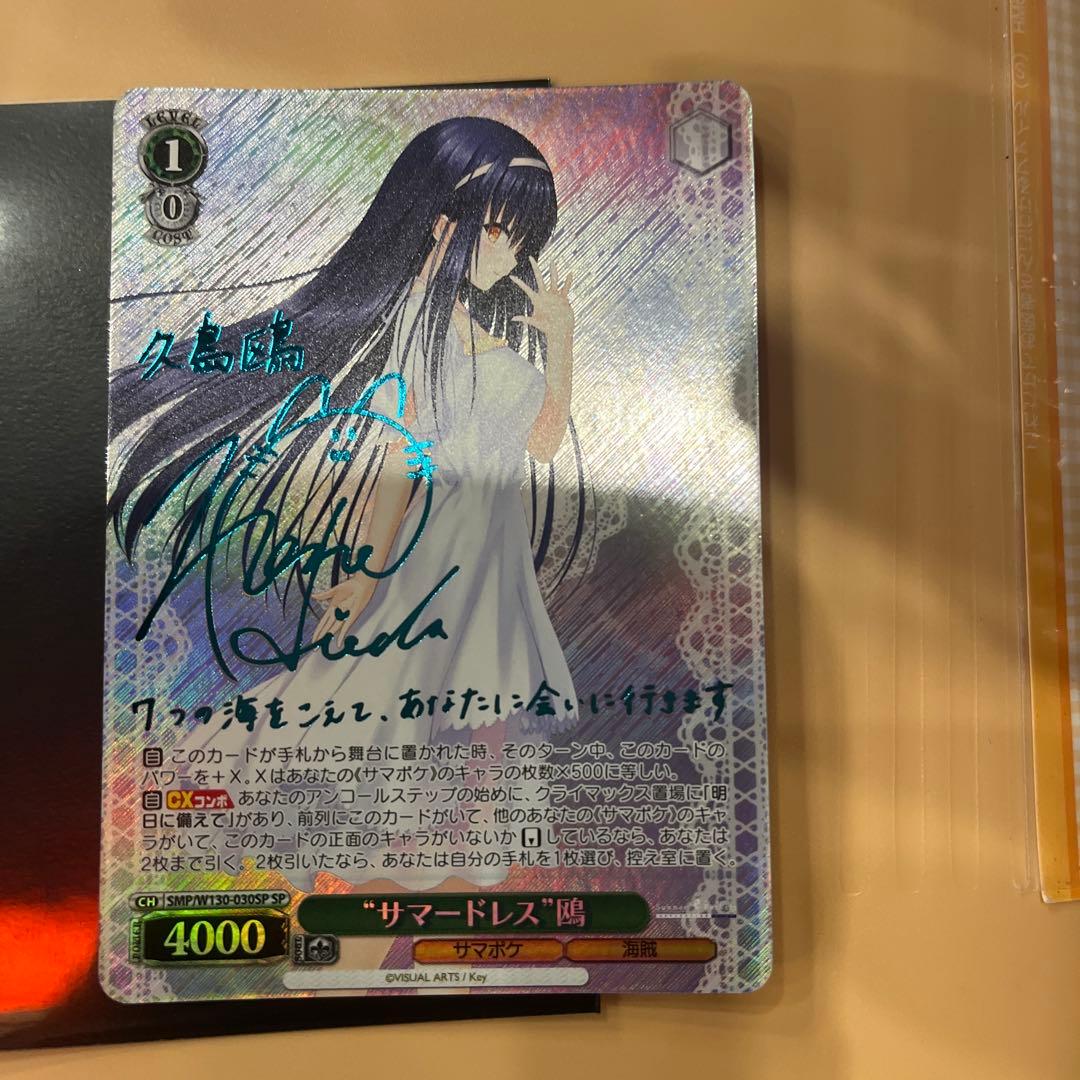 LEVEL
1
0
COST
久島鴎
7つの海をこえて、あなたに会いに行きます
自 このカードが手札から舞台に置かれた時、そのターン中、このカードの
パワーを＋X。Xはあなたの《サマポケ》のキャラの枚数×500に等しい。
自 CXコンボ あなたのアンコールステップの始めに、クライマックス置場に「明
日に備えて」があり、前列にこのカードがいて、他のあなたの《サマポケ》のキャ
ラがいて、このカードの正面のキャラがいないかしているなら、あなたは
2枚まで引く。2枚引いたなら、あなたは自分の手札を1枚選び、控え室に置く。
CH SMP/W130-030SP SP
“サマードレス”鴎
POWER 4000 SOUL サマポケ 海賊
©VISUAL ARTS / Key